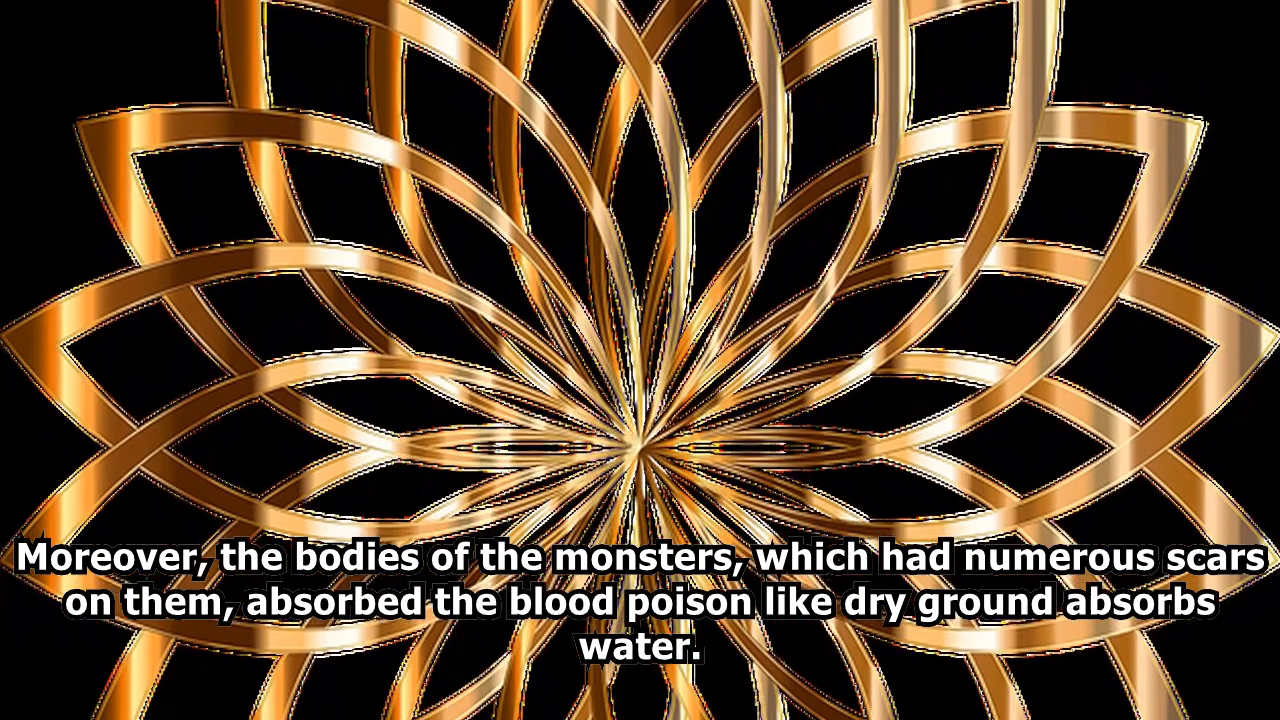 Moreover, the bodies of the monsters, which had numerous scars
on them, absorbed the blood poison like dry ground absorbs
water.